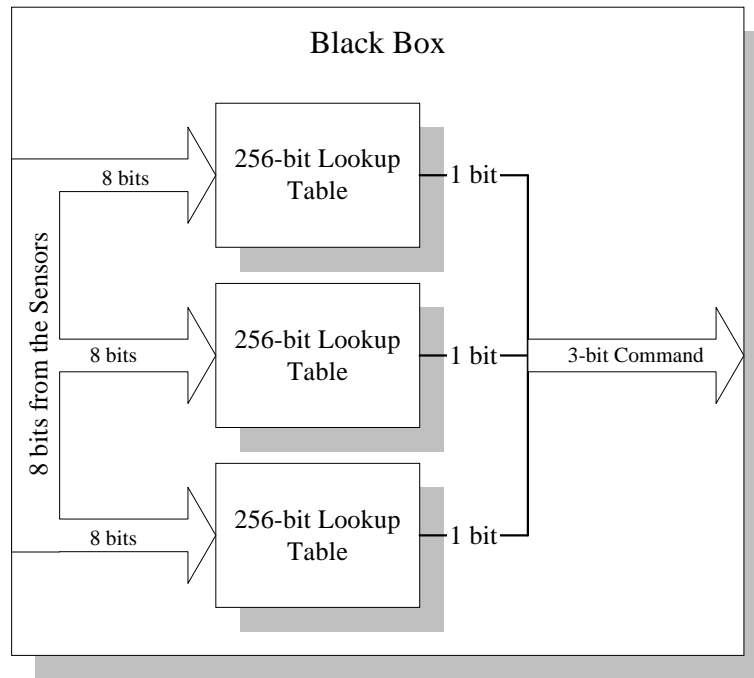 Black Box
8 bits from the Sensors
8 bits
256-bit Lookup
Table
1 bit
8 bits
256-bit Lookup
Table
1 bit
3-bit Command
8 bits
256-bit Lookup
Table
1 bit